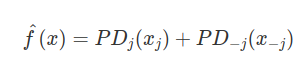 f̂(x) = PD_j(x_j) + PD_{−j}(x_{−j})